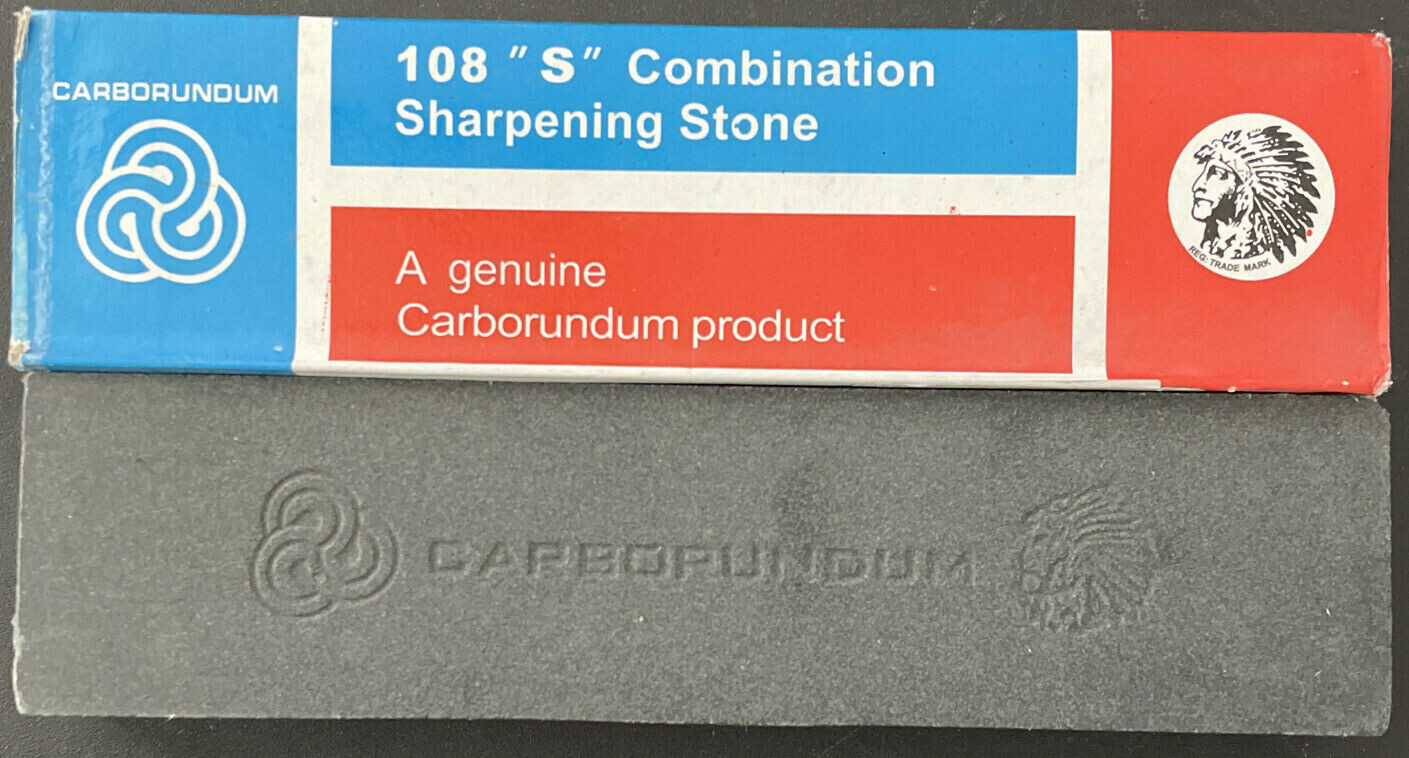 CARBORUNDUM
108 "S" Combination
Sharpening Stone
A genuine
Carborundum product
REG: TRADE MARK
CARBORUNDUM